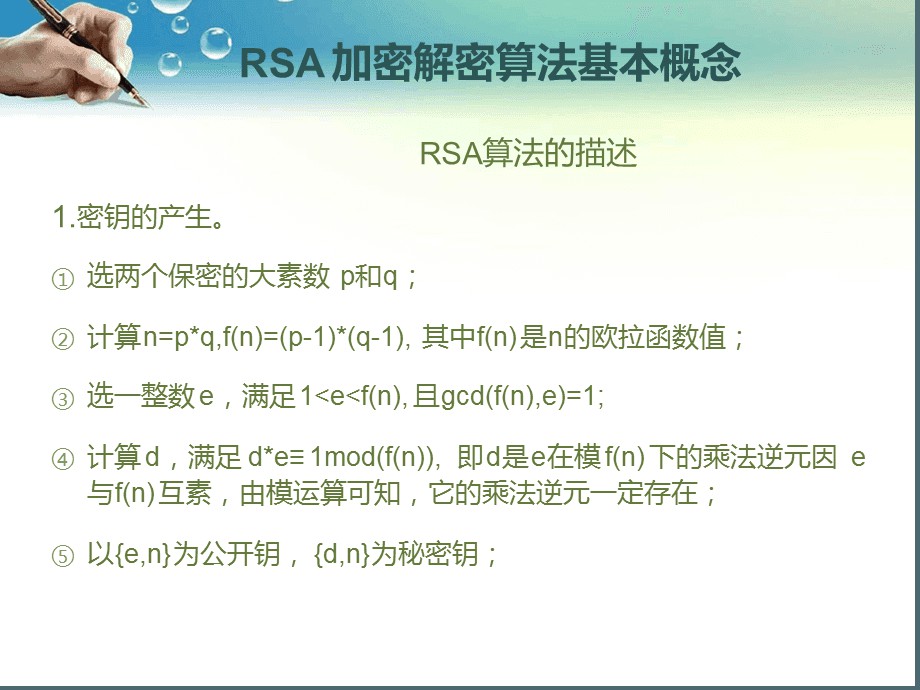 RSA 加密解密算法基本概念
RSA算法的描述
1.密钥的产生。
① 选两个保密的大素数 p和q；
② 计算n=p*q,f(n)=(p-1)*(q-1), 其中f(n)是n的欧拉函数值；
③ 选一整数e，满足1<e<f(n),且gcd(f(n),e)=1;
④ 计算d，满足 d*e≡1mod(f(n)), 即d是e在模f(n)下的乘法逆元因 e
与f(n)互素，由模运算可知，它的乘法逆元一定存在；
⑤ 以{e,n}为公开钥，{d,n}为秘密钥；